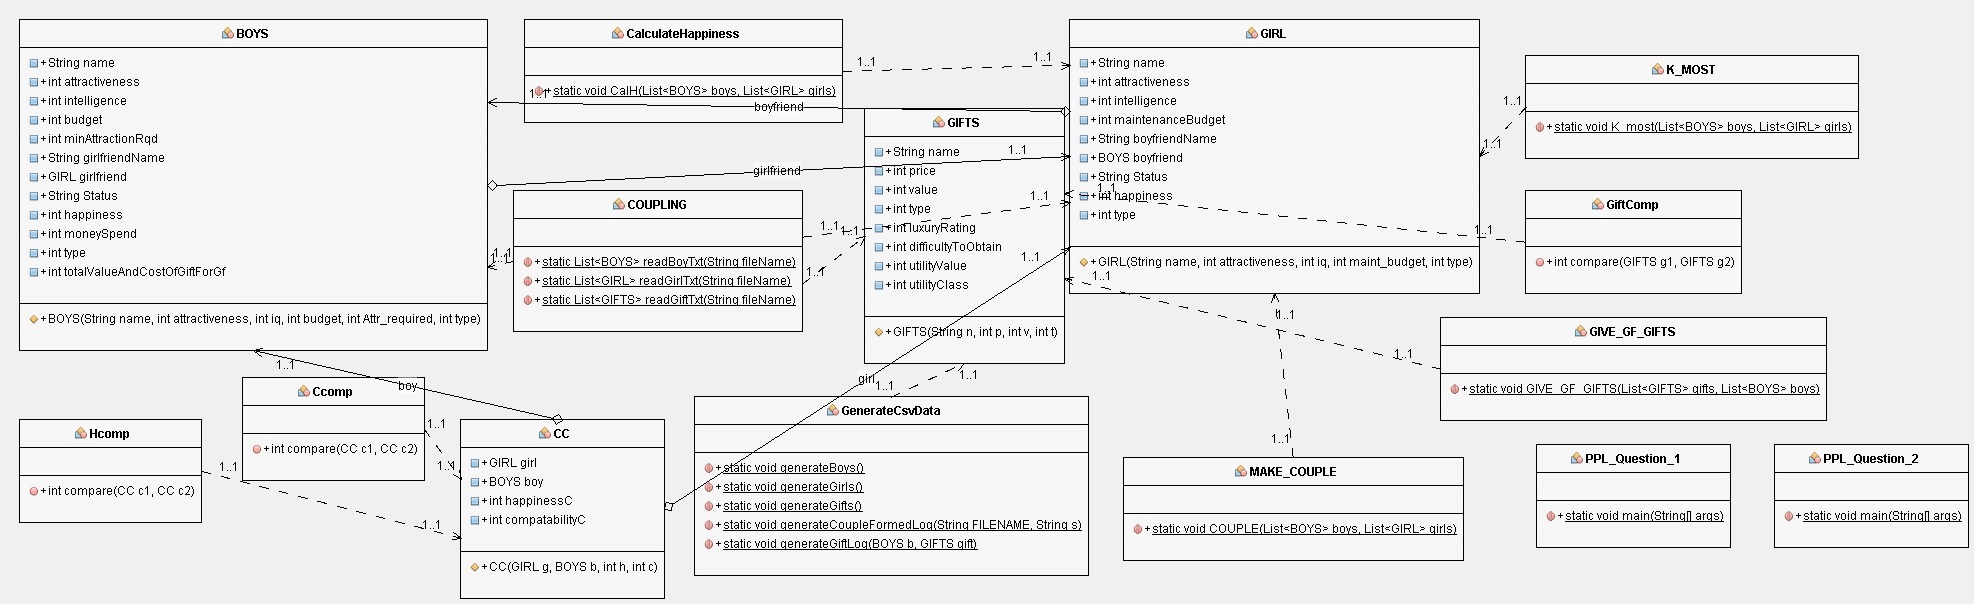 BOYS
+ String name
+ int attractiveness
+ int intelligence
+ int budget
+ int minAttractionRqd
+ String girlfriendName
+ GIRL girlfriend
+ String Status
+ int happiness
+ int moneySpend
+ int type
+ int totalValueAndCostOfGiftForGf
+ BOYS(String name, int attractiveness, int iq, int budget, int Attr_required, int type)
CalculateHappiness
+ static void CalH(List<BOYS> boys, List<GIRL> girls)
1..1
1..1
1..1
boyfriend
GIFTS
+ String name
+ int price
+ int value
+ int type
+ int luxuryRating
+ int difficultyToObtain
+ int utilityValue
+ int utilityClass
+ GIFTS(String n, int p, int v, int t)
1..1
girlfriend
COUPLING
+ static List<BOYS> readBoyTxt(String fileName)
+ static List<GIRL> readGirlTxt(String fileName)
+ static List<GIFTS> readGiftTxt(String fileName)
1..1
1..1
1..1
1..1
1..1
1..1
GIRL
+ String name
+ int attractiveness
+ int intelligence
+ int maintenanceBudget
+ String boyfriendName
+ BOYS boyfriend
+ String Status
+ int happiness
+ int type
+ GIRL(String name, int attractiveness, int iq, int maint_budget, int type)
K_MOST
+ static void K_most(List<BOYS> boys, List<GIRL> girls)
1..1
1..1
GiftComp
+ int compare(GIFTS g1, GIFTS g2)
1..1
1..1
GIVE_GF_GIFTS
+ static void GIVE_GF_GIFTS(List<GIFTS> gifts, List<BOYS> boys)
1..1
1..1
1..1
Ccomp
+ int compare(CC c1, CC c2)
1..1
boy
1..1
1..1
Hcomp
+ int compare(CC c1, CC c2)
1..1
1..1
CC
+ GIRL girl
+ BOYS boy
+ int happinessC
+ int compatabilityC
+ CC(GIRL g, BOYS b, int h, int c)
girl
1..1
1..1
GenerateCsvData
+ static void generateBoys()
+ static void generateGirls()
+ static void generateGifts()
+ static void generateCoupleFormedLog(String FILENAME, String s)
+ static void generateGiftLog(BOYS b, GIFTS gift)
1..1
1..1
MAKE_COUPLE
+ static void COUPLE(List<BOYS> boys, List<GIRL> girls)
PPL_Question_1
+ static void main(String[] args)
PPL_Question_2
+ static void main(String[] args)